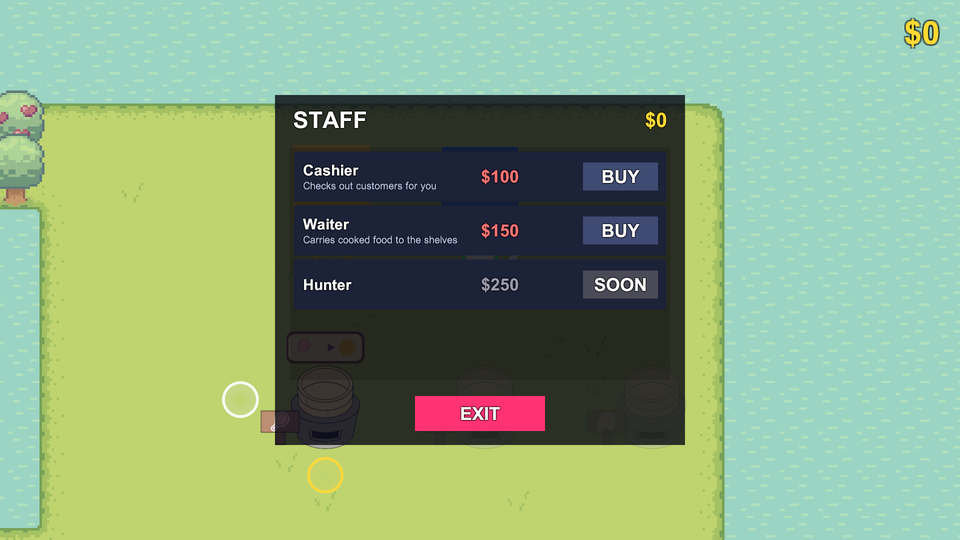 $0
STAFF
$0
Cashier
Checks out customers for you
$100
BUY
Waiter
Carries cooked food to the shelves
$150
BUY
Hunter
$250
SOON
EXIT